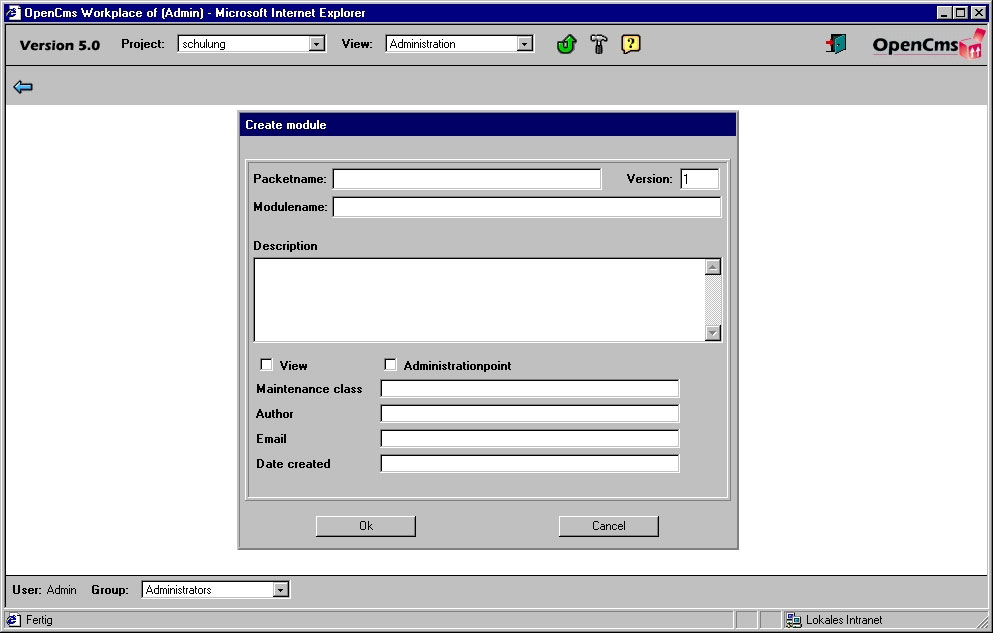 OpenCms Workplace of (Admin) - Microsoft Internet Explorer
Version 5.0 Project: schulung View: Administration ? OpenCms
Create module
Packetname: Version: 1
Modulename:
Description
View Administrationpoint
Maintenance class
Author
Email
Date created
Ok Cancel
User: Admin Group: Administrators
Fertig Lokales Intranet